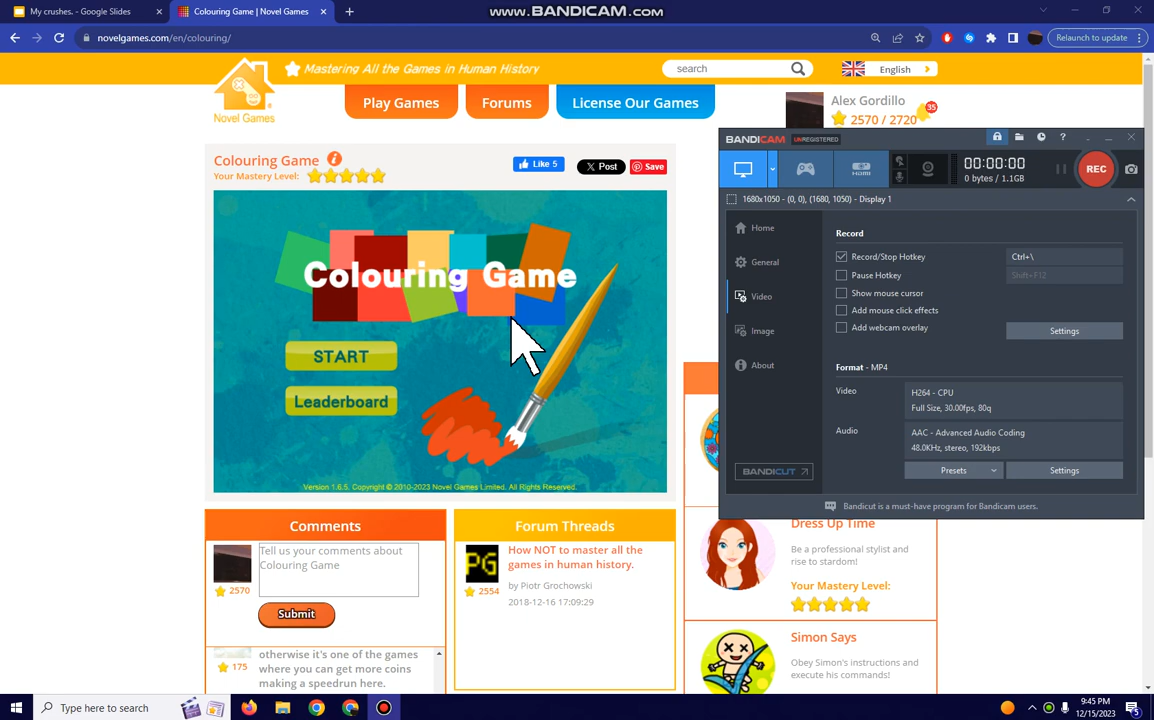 My crushes. - Google Slides
Colouring Game | Novel Games
www.BANDICAM.com
novelgames.com/en/colouring/
Relaunch to update
Novel Games
Mastering All the Games in Human History
search
English
Play Games
Forums
License Our Games
Alex Gordillo
2570 / 2720
35
Colouring Game
Your Mastery Level:
Like 5
Post
Save
Colouring Game
START
Leaderboard
Version 1.6.5. Copyright © 2010-2023 Novel Games Limited. All Rights Reserved.
BANDICAM UNREGISTERED
00:00:00
0 bytes / 1.1GB
HDMI
REC
1680x1050 - (0, 0), (1680, 1050) - Display 1
Home
General
Video
Image
About
BANDICUT
Record
Record/Stop Hotkey
Ctrl+\
Pause Hotkey
Shift+F12
Show mouse cursor
Add mouse click effects
Add webcam overlay
Settings
Format - MP4
Video
H264 - CPU
Full Size, 30.00fps, 80q
Audio
AAC - Advanced Audio Coding
48.0KHz, stereo, 192kbps
Presets
Settings
Bandicut is a must-have program for Bandicam users.
Comments
Tell us your comments about
Colouring Game
2570
Submit
otherwise it's one of the games
where you can get more coins
making a speedrun here.
175
Forum Threads
PG
2554
How NOT to master all the
games in human history.
by Piotr Grochowski
2018-12-16 17:09:29
Dress Up Time
Be a professional stylist and
rise to stardom!
Your Mastery Level:
Simon Says
Obey Simon's instructions and
execute his commands!
Type here to search
9:45 PM
12/15/2023
5